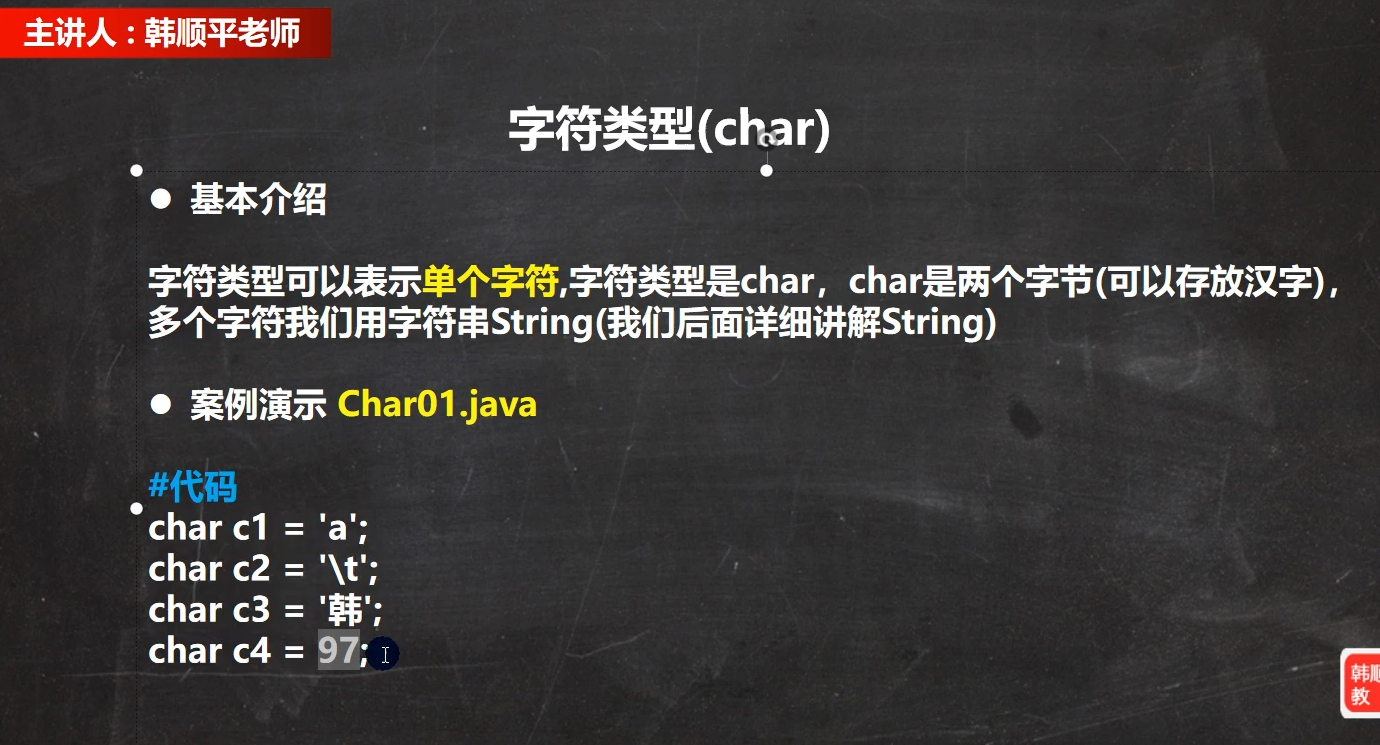 主讲人：韩顺平老师
字符类型(char)
● 基本介绍
字符类型可以表示单个字符,字符类型是char，char是两个字节(可以存放汉字)，
多个字符我们用字符串String(我们后面详细讲解String)
● 案例演示 Char01.java
#代码
char c1 = 'a';
char c2 = '\t';
char c3 = '韩';
char c4 = 97;
韩顺
教